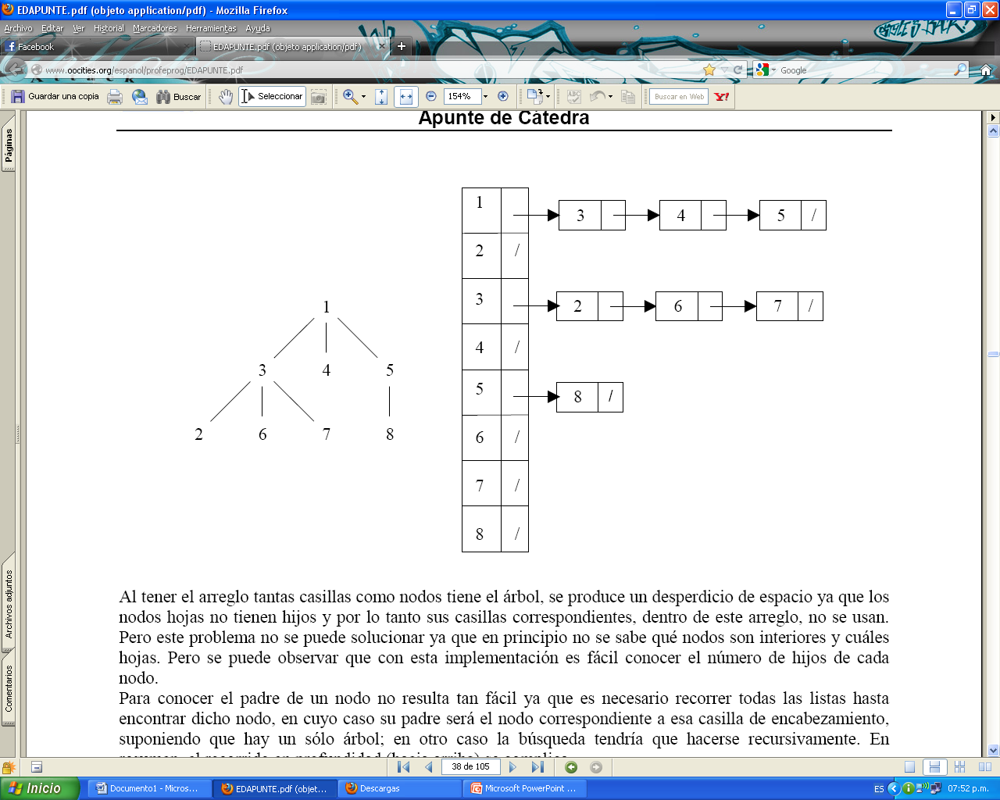 EDAPUNTE.pdf (objeto application/pdf) - Mozilla Firefox
Archivo Editar Ver Historial Marcadores Herramientas Ayuda
Facebook
EDAPUNTE.pdf (objeto application/pdf)
www.oocities.org/espanol/profeprog/EDAPUNTE.pdf
Google
Guardar una copia
Buscar
Seleccionar
154%
Buscar en Web
Y!
Páginas
Archivos adjuntos
Comentarios
Apunte de Cátedra
1
3 4 5
2 6 7 8
1 3 4 5 /
2 /
3 2 6 7 /
4 /
5 8 /
6 /
7 /
8 /
Al tener el arreglo tantas casillas como nodos tiene el árbol, se produce un desperdicio de espacio ya que los
nodos hojas no tienen hijos y por lo tanto sus casillas correspondientes, dentro de este arreglo, no se usan.
Pero este problema no se puede solucionar ya que en principio no se sabe qué nodos son interiores y cuáles
hojas. Pero se puede observar que con esta implementación es fácil conocer el número de hijos de cada
nodo.
Para conocer el padre de un nodo no resulta tan fácil ya que es necesario recorrer todas las listas hasta
encontrar dicho nodo, en cuyo caso su padre será el nodo correspondiente a esa casilla de encabezamiento,
suponiendo que hay un sólo árbol; en otro caso la búsqueda tendría que hacerse recursivamente. En
38 de 105
Inicio
Documento1 - Micros...
EDAPUNTE.pdf (objet...
Descargas
Microsoft PowerPoint ...
ES
07:52 p.m.